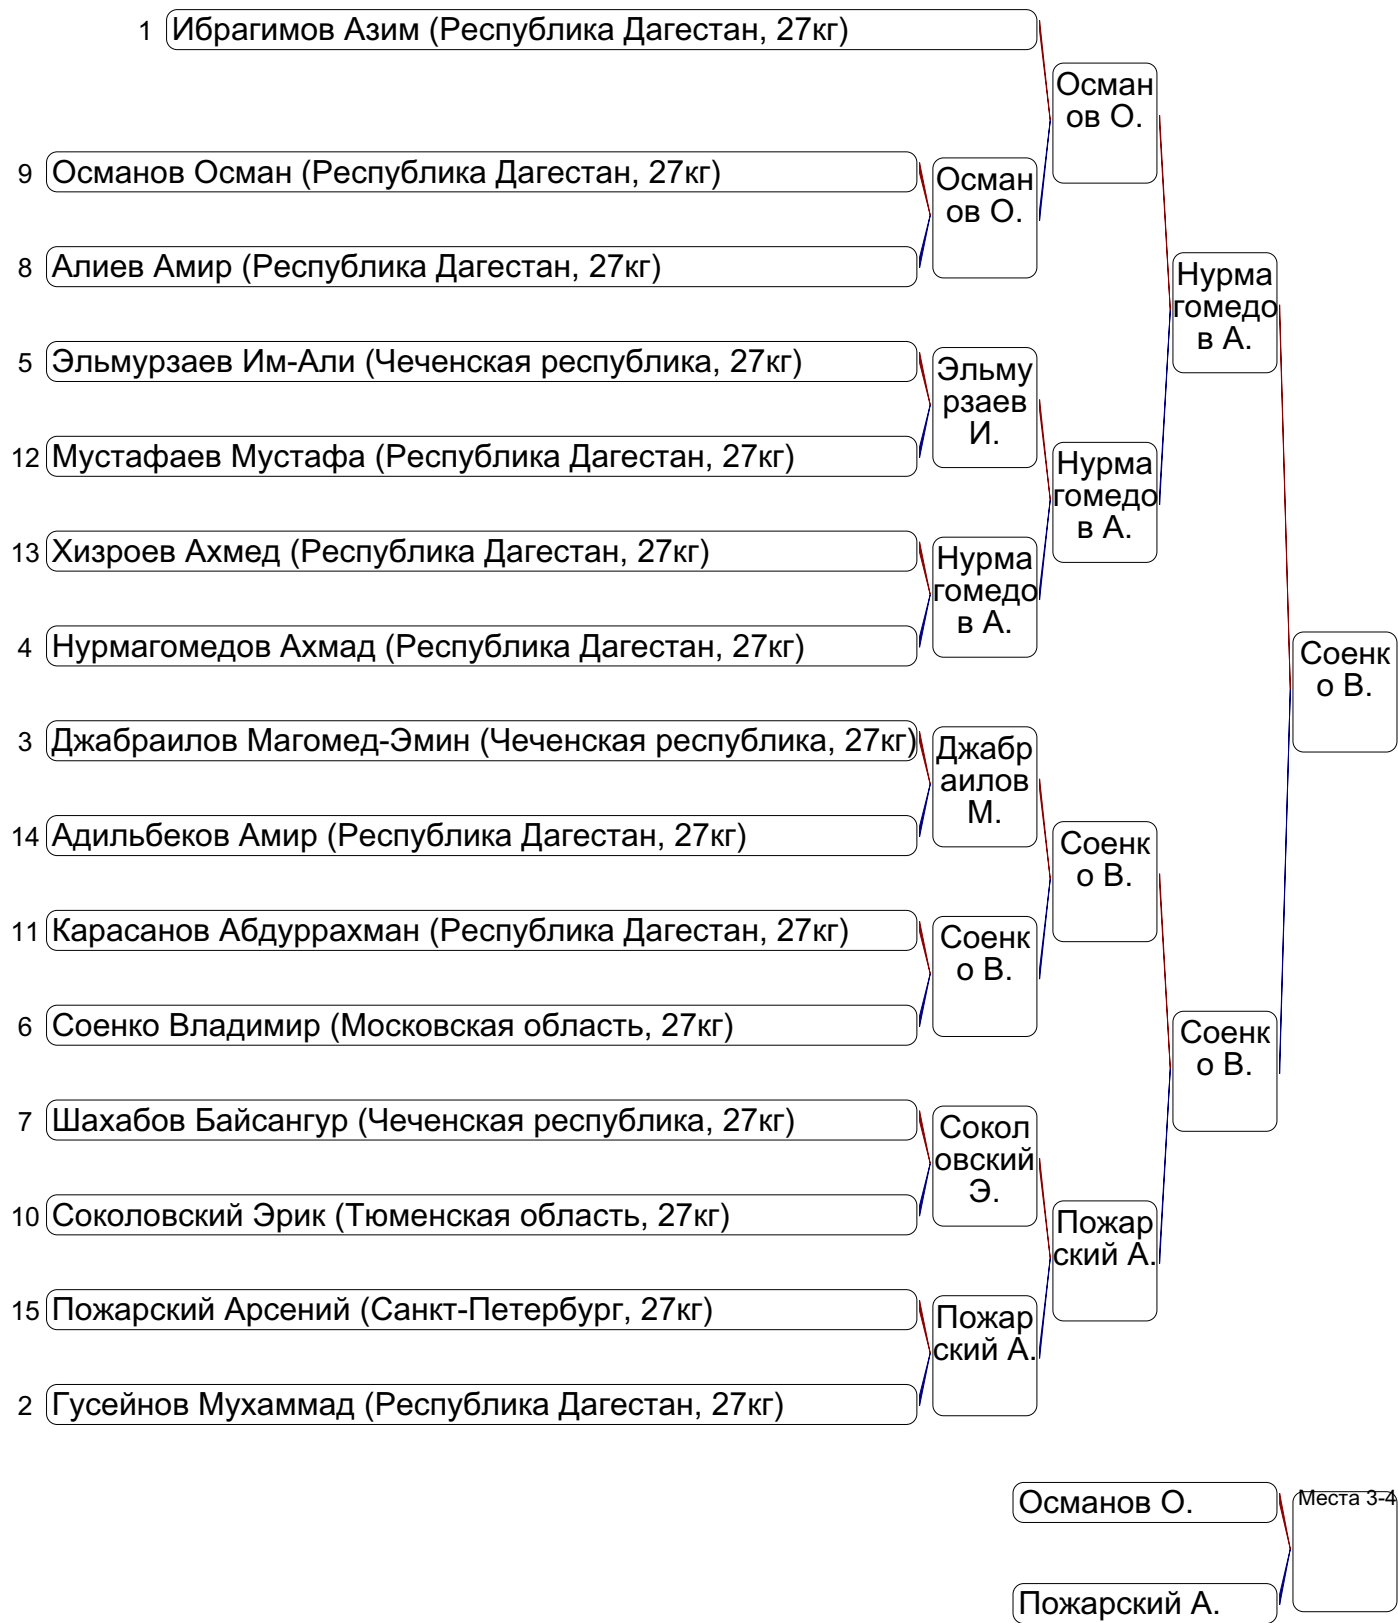 1 Ибрагимов Азим (Республика Дагестан, 27кг)
Осман
ов О.
9 Османов Осман (Республика Дагестан, 27кг)
Осман
ов О.
8 Алиев Амир (Республика Дагестан, 27кг)
Нурма
гомедо
в А.
5 Эльмурзаев Им-Али (Чеченская республика, 27кг)
Эльму
рзаев
И.
12 Мустафаев Мустафа (Республика Дагестан, 27кг)
Нурма
гомедо
в А.
13 Хизроев Ахмед (Республика Дагестан, 27кг)
Нурма
гомедо
в А.
4 Нурмагомедов Ахмад (Республика Дагестан, 27кг)
Соенк
о В.
3 Джабраилов Магомед-Эмин (Чеченская республика, 27кг)
Джабр
аилов
М.
14 Адильбеков Амир (Республика Дагестан, 27кг)
Соенк
о В.
11 Карасанов Абдуррахман (Республика Дагестан, 27кг)
Соенк
о В.
6 Соенко Владимир (Московская область, 27кг)
Соенк
о В.
7 Шахабов Байсангур (Чеченская республика, 27кг)
Сокол
овский
Э.
10 Соколовский Эрик (Тюменская область, 27кг)
Пожар
ский А.
15 Пожарский Арсений (Санкт-Петербург, 27кг)
Пожар
ский А.
2 Гусейнов Мухаммад (Республика Дагестан, 27кг)
Османов О.
Места 3-4
Пожарский А.